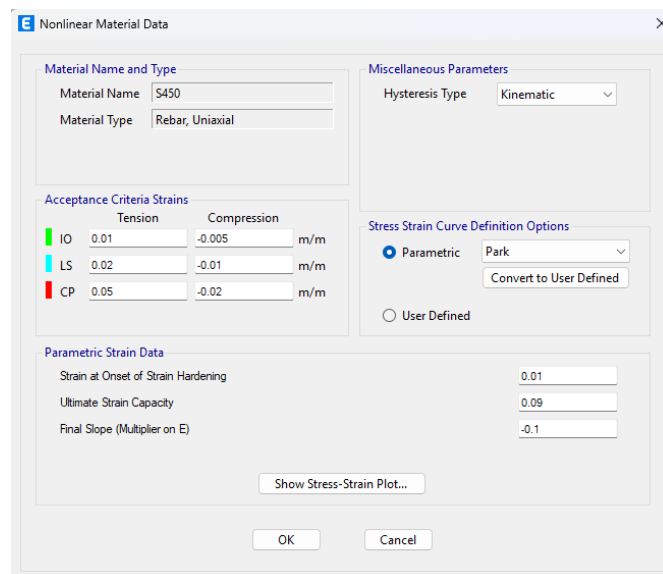 E Nonlinear Material Data
Material Name and Type
Material Name S450
Material Type Rebar, Uniaxial
Miscellaneous Parameters
Hysteresis Type Kinematic
Acceptance Criteria Strains
Tension Compression
IO 0.01 -0.005 m/m
LS 0.02 -0.01 m/m
CP 0.05 -0.02 m/m
Stress Strain Curve Definition Options
Parametric Park
Convert to User Defined
User Defined
Parametric Strain Data
Strain at Onset of Strain Hardening 0.01
Ultimate Strain Capacity 0.09
Final Slope (Multiplier on E) -0.1
Show Stress-Strain Plot...
OK Cancel